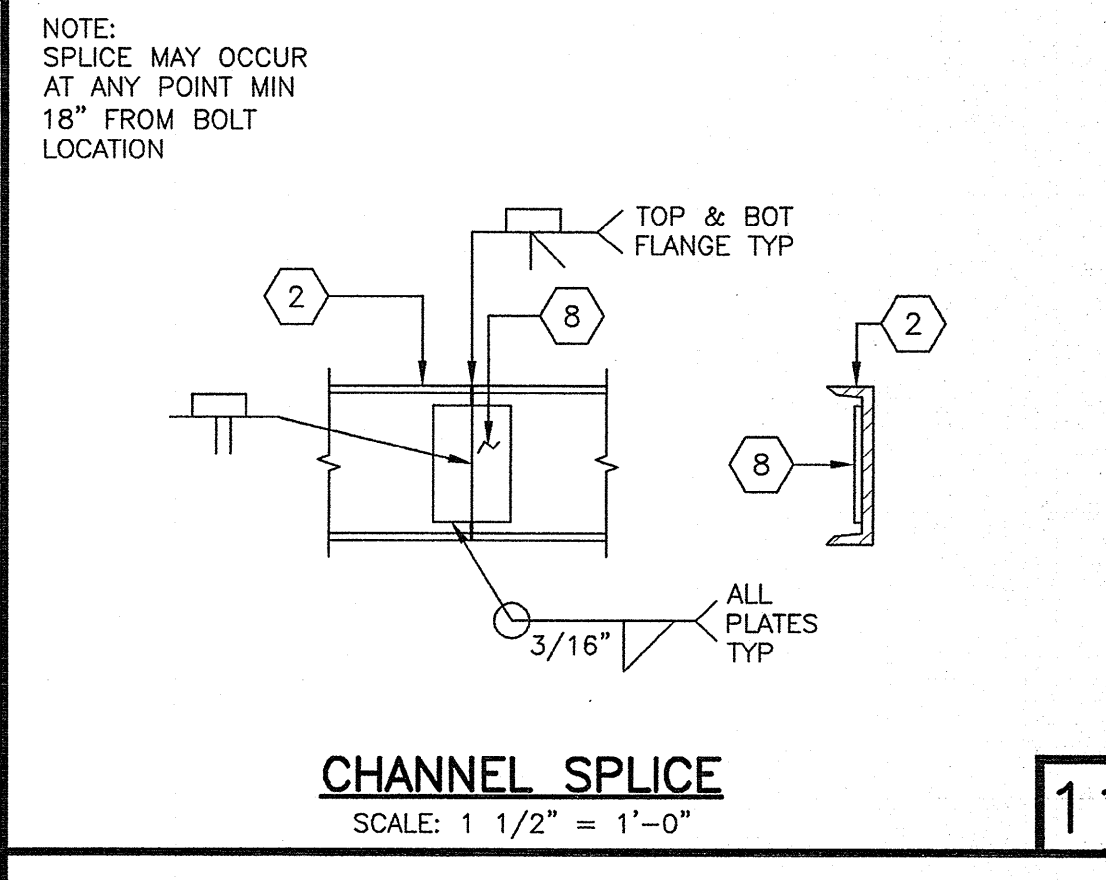 NOTE:
SPLICE MAY OCCUR
AT ANY POINT MIN
18" FROM BOLT
LOCATION
TOP & BOT
FLANGE TYP
2
8
2
8
3/16"
ALL
PLATES
TYP
CHANNEL SPLICE
SCALE: 1 1/2" = 1'-0"